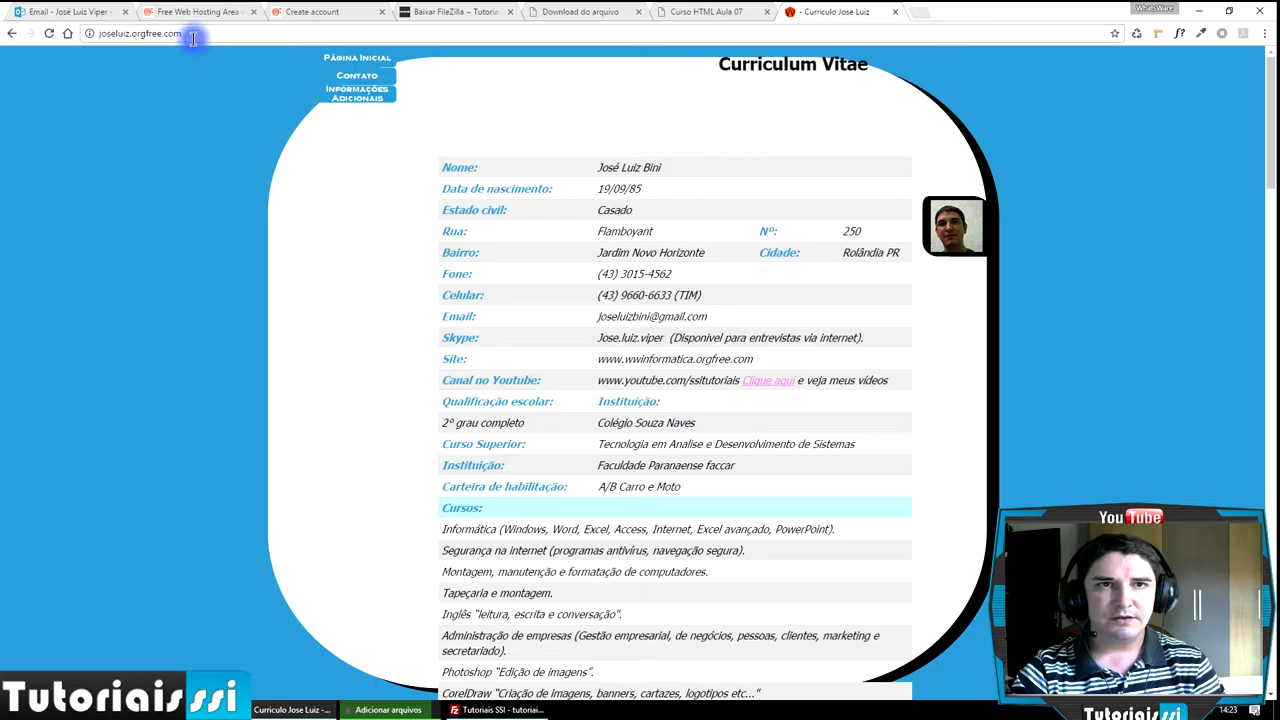 Email - José Luiz Viper -
Free Web Hosting Area
Create account
Baixar FileZilla – Tutoria
Download do arquivo
Curso HTML Aula 07
- Curriculo Jose Luiz
WhatsWare
joseluiz.orgfree.com
f?
Página Inicial
Contato
Informações
Adicionais
Curriculum Vitae
Nome: José Luiz Bini
Data de nascimento: 19/09/85
Estado civil: Casado
Rua: Flamboyant Nº: 250
Bairro: Jardim Novo Horizonte Cidade: Rolândia PR
Fone: (43) 3015-4562
Celular: (43) 9660-6633 (TIM)
Email: joseluizbini@gmail.com
Skype: Jose.luiz.viper (Disponivel para entrevistas via internet).
Site: www.wwinformatica.orgfree.com
Canal no Youtube: www.youtube.com/ssitutoriais Clique aqui e veja meus vídeos
Qualificação escolar: Instituição:
2º grau completo Colégio Souza Naves
Curso Superior: Tecnologia em Analise e Desenvolvimento de Sistemas
Instituição: Faculdade Paranaense faccar
Carteira de habilitação: A/B Carro e Moto
Cursos:
Informática (Windows, Word, Excel, Access, Internet, Excel avançado, PowerPoint).
Segurança na internet (programas antivírus, navegação segura).
Montagem, manutenção e formatação de computadores.
Tapeçaria e montagem.
Inglês "leitura, escrita e conversação".
Administração de empresas (Gestão empresarial, de negócios, pessoas, clientes, marketing e
secretariado).
Photoshop "Edição de imagens".
CorelDraw "Criação de imagens, banners, cartazes, logotipos etc..."
YouTube
Tutoriais ssi
Tutoriaisssi
Curriculo Jose Luiz -...
Adicionar arquivos
Tutoriais SSI - tutoriai...
14:23